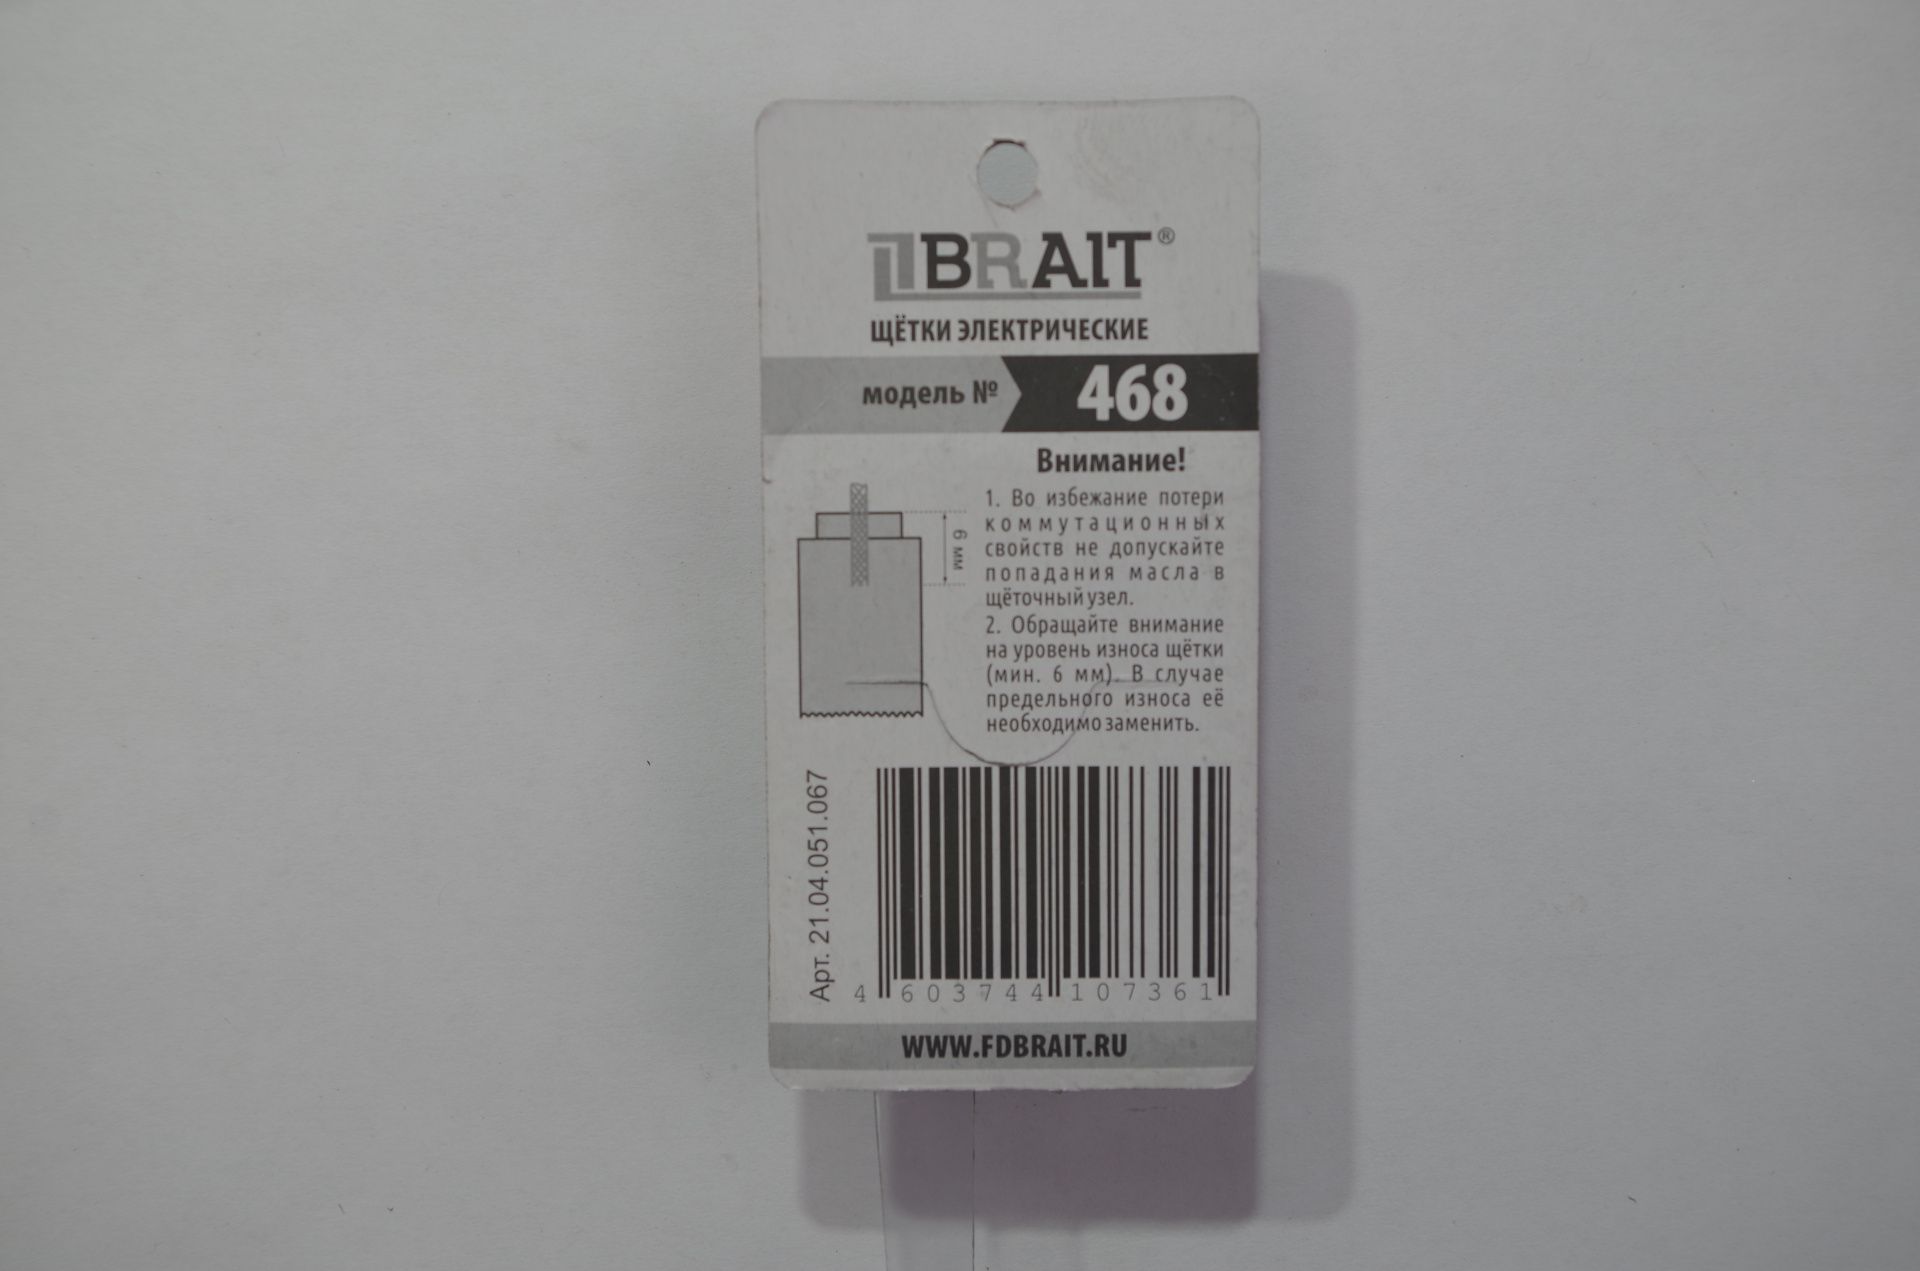 BRAIT®
ЩЁТКИ ЭЛЕКТРИЧЕСКИЕ
модель № 468
Внимание!
6 мм
1. Во избежание потери
коммутационных
свойств не допускайте
попадания масла в
щёточный узел.
2. Обращайте внимание
на уровень износа щётки
(мин. 6 мм). В случае
предельного износа её
необходимо заменить.
Арт. 21.04.051.067
4 603744 107361
WWW.FDBRAIT.RU